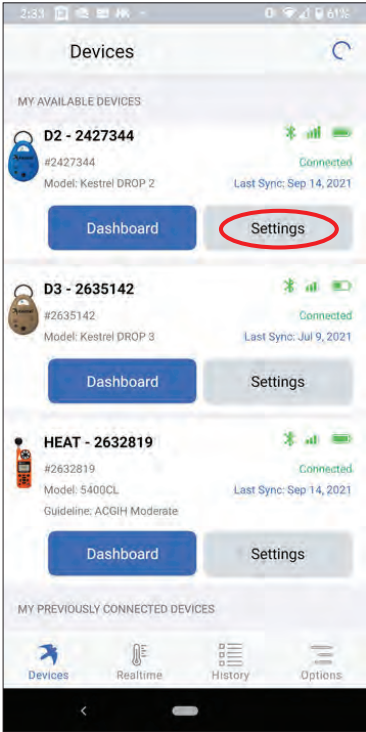 2:33 61%
Devices
MY AVAILABLE DEVICES
D2 - 2427344
#2427344 Connected
Model: Kestrel DROP 2 Last Sync: Sep 14, 2021
Dashboard Settings
D3 - 2635142
#2635142 Connected
Model: Kestrel DROP 3 Last Sync: Jul 9, 2021
Dashboard Settings
HEAT - 2632819
#2632819 Connected
Model: 5400CL Last Sync: Sep 14, 2021
Guideline: ACGIH Moderate
Dashboard Settings
MY PREVIOUSLY CONNECTED DEVICES
Devices Realtime History Options